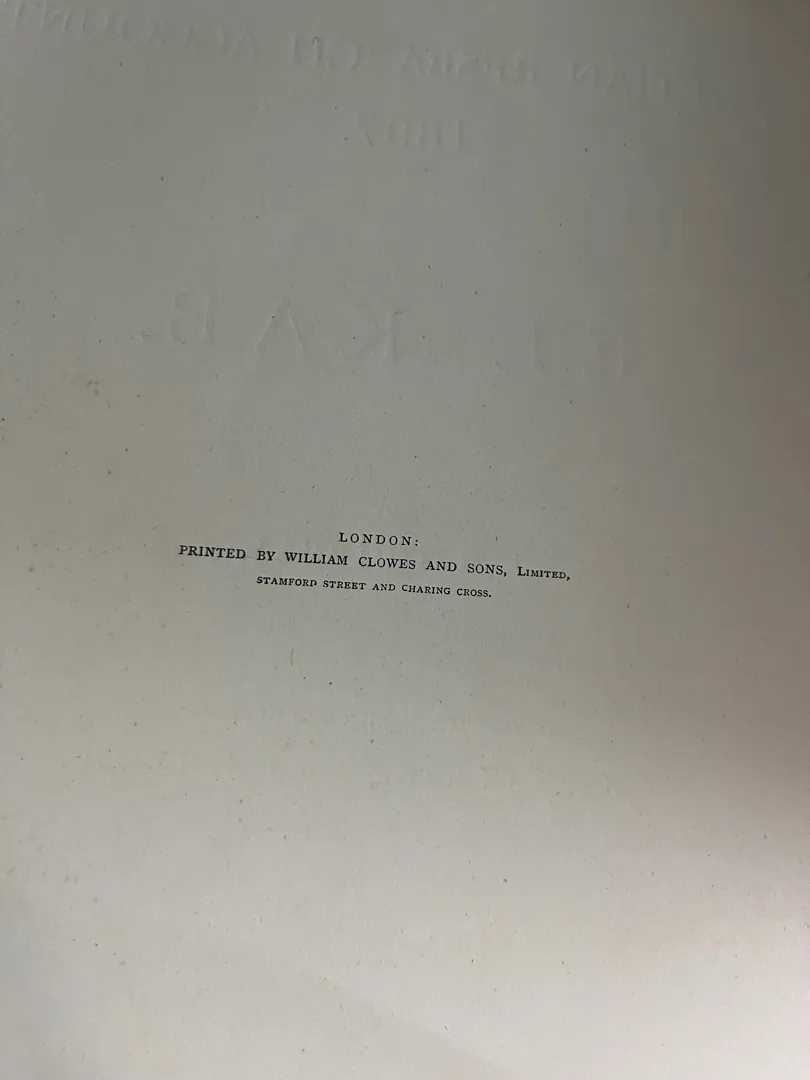 LONDON:
PRINTED BY WILLIAM CLOWES AND SONS, LIMITED,
STAMFORD STREET AND CHARING CROSS.